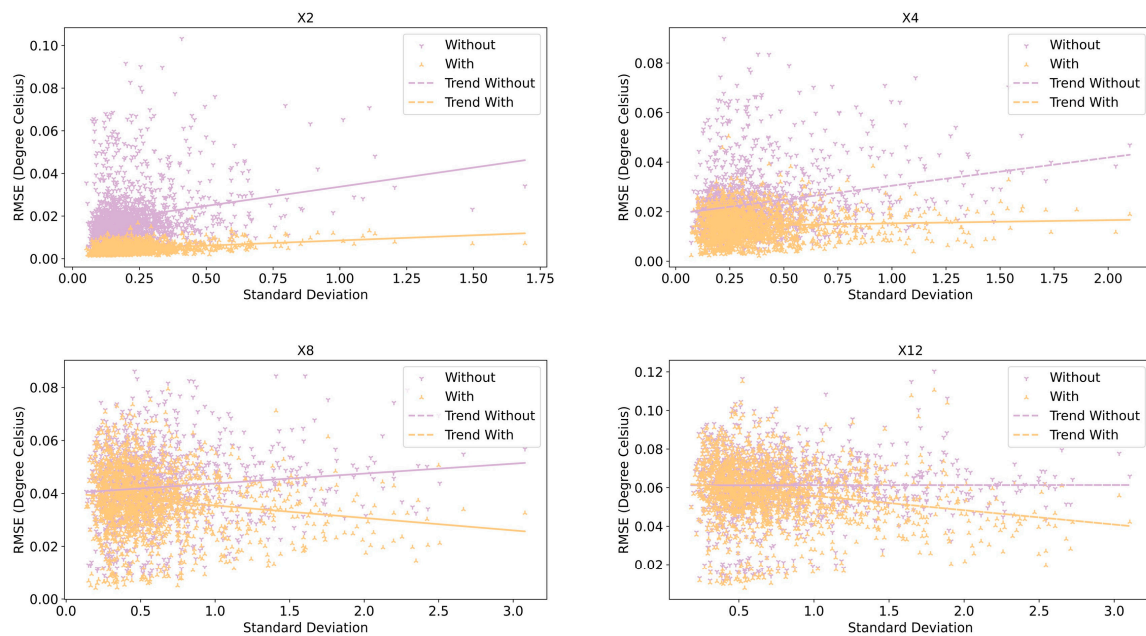 X2
RMSE (Degree Celsius)
0.10
0.08
0.06
0.04
0.02
0.00
Without
With
Trend Without
Trend With
0.00 0.25 0.50 0.75 1.00 1.25 1.50 1.75
Standard Deviation
X4
RMSE (Degree Celsius)
0.08
0.06
0.04
0.02
0.00
Without
With
Trend Without
Trend With
0.00 0.25 0.50 0.75 1.00 1.25 1.50 1.75 2.00
Standard Deviation
X8
RMSE (Degree Celsius)
0.08
0.06
0.04
0.02
0.00
Without
With
Trend Without
Trend With
0.0 0.5 1.0 1.5 2.0 2.5 3.0
Standard Deviation
X12
RMSE (Degree Celsius)
0.12
0.10
0.08
0.06
0.04
0.02
Without
With
Trend Without
Trend With
0.5 1.0 1.5 2.0 2.5 3.0
Standard Deviation